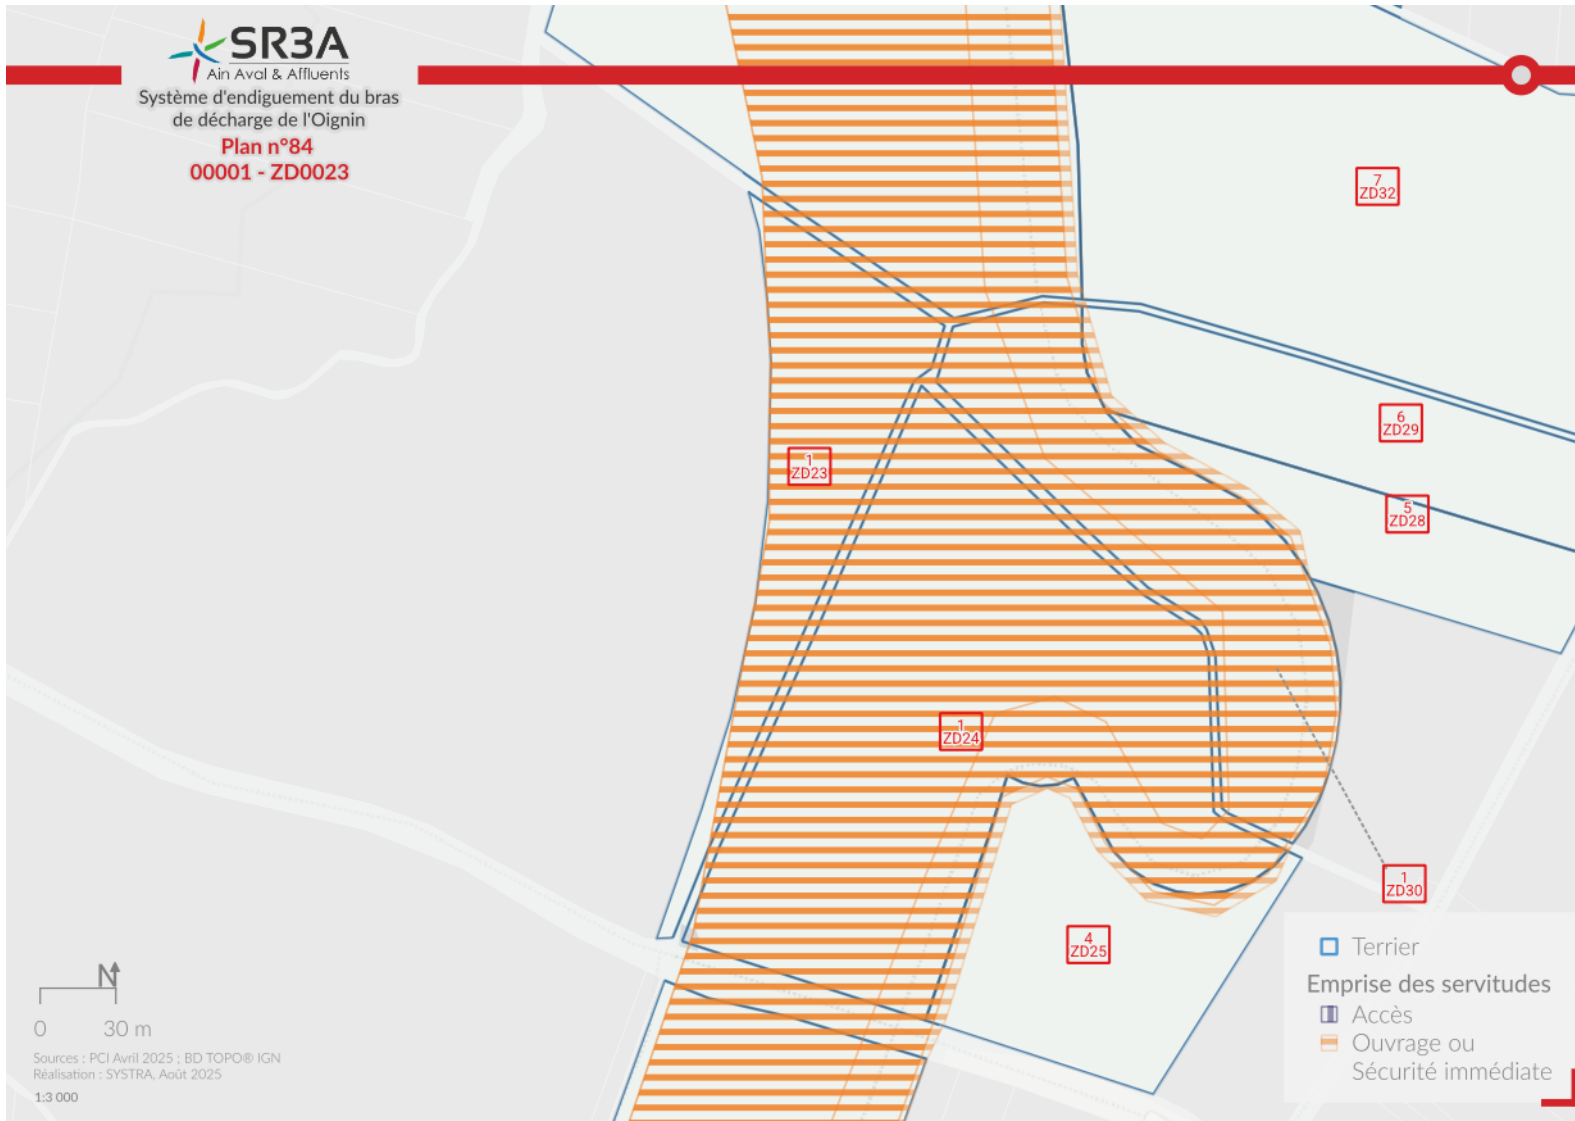 SR3A
Ain Aval & Affluents
Système d'endiguement du bras
de décharge de l'Oignin
Plan n°84
00001 - ZD0023
7
ZD32
6
ZD29
5
ZD28
1
ZD23
1
ZD24
1
ZD30
4
ZD25
N
0 30 m
Sources : PCI Avril 2025 ; BD TOPO® IGN
Réalisation : SYSTRA, Août 2025
1:3 000
Terrier
Emprise des servitudes
Accès
Ouvrage ou
Sécurité immédiate